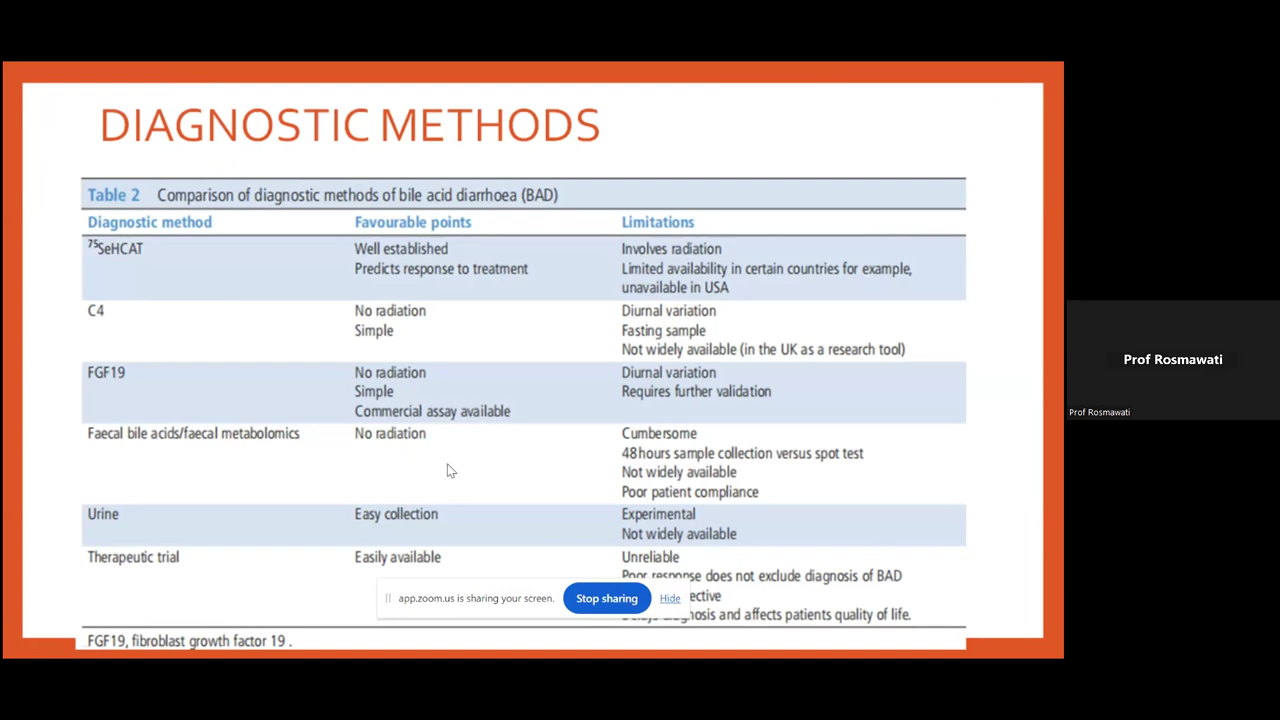 DIAGNOSTIC METHODS
Table 2 Comparison of diagnostic methods of bile acid diarrhoea (BAD)
Diagnostic method Favourable points Limitations
75SeHCAT Well established Involves radiation
Predicts response to treatment Limited availability in certain countries for example,
unavailable in USA
C4 No radiation Diurnal variation
Simple Fasting sample
Not widely available (in the UK as a research tool)
FGF19 No radiation Diurnal variation
Simple Requires further validation
Commercial assay available
Faecal bile acids/faecal metabolomics No radiation Cumbersome
48hours sample collection versus spot test
Not widely available
Poor patient compliance
Urine Easy collection Experimental
Not widely available
Therapeutic trial Easily available Unreliable
Poor response does not exclude diagnosis of BAD
app.zoom.us is sharing your screen. Stop sharing Hide
and affects patients quality of life.
FGF19, fibroblast growth factor 19 .
Prof Rosmawati
Prof Rosmawati